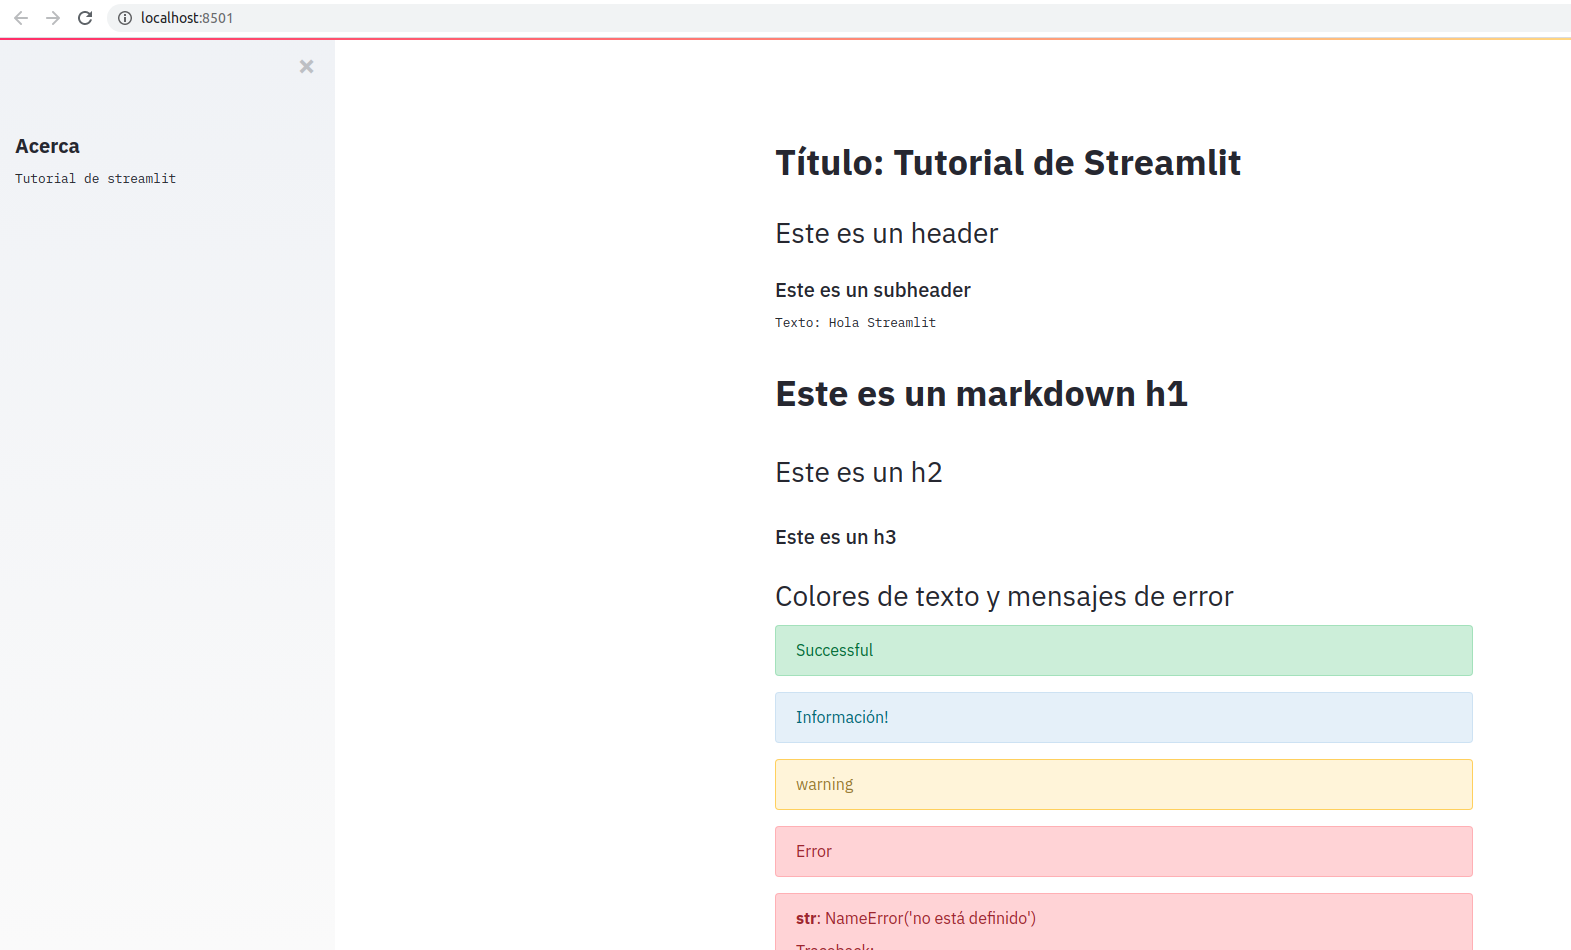 localhost:8501
Acerca
Tutorial de streamlit
Título: Tutorial de Streamlit
Este es un header
Este es un subheader
Texto: Hola Streamlit
Este es un markdown h1
Este es un h2
Este es un h3
Colores de texto y mensajes de error
Successful
Información!
warning
Error
str: NameError('no está definido')
Traceback: